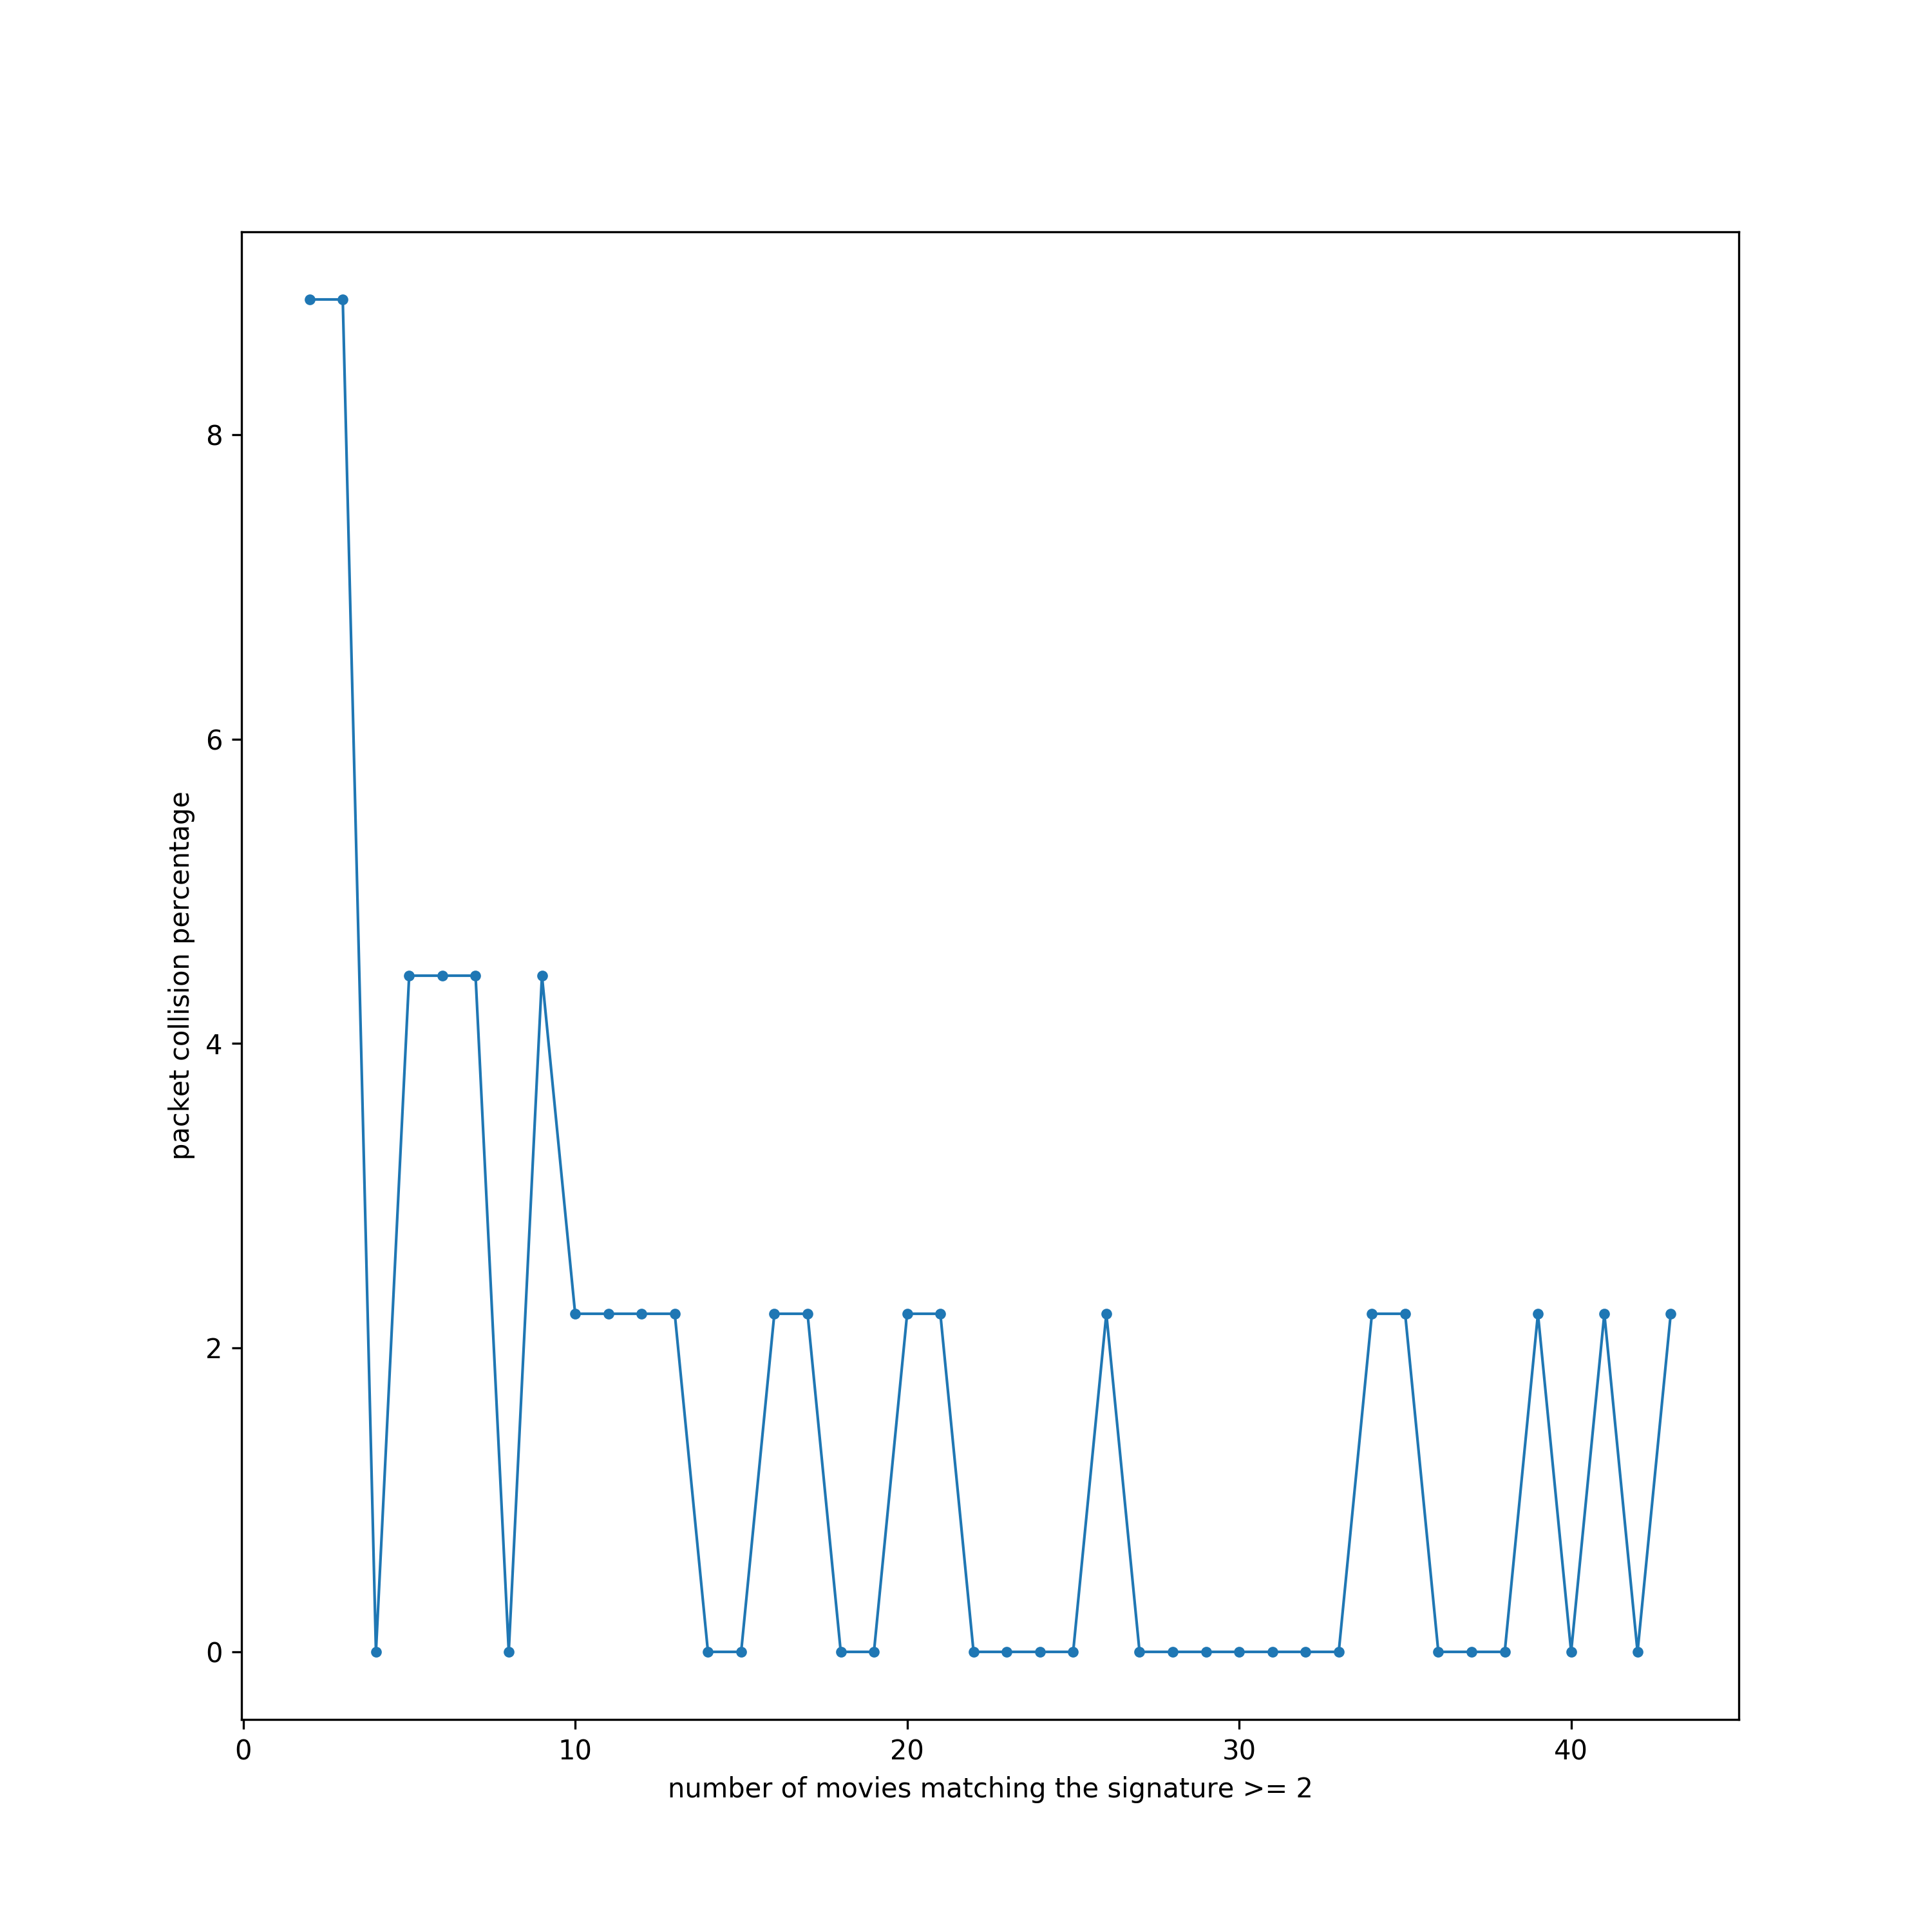 8
6
4
2
0
packet collision percentage
0 10 20 30 40
number of movies matching the signature >= 2